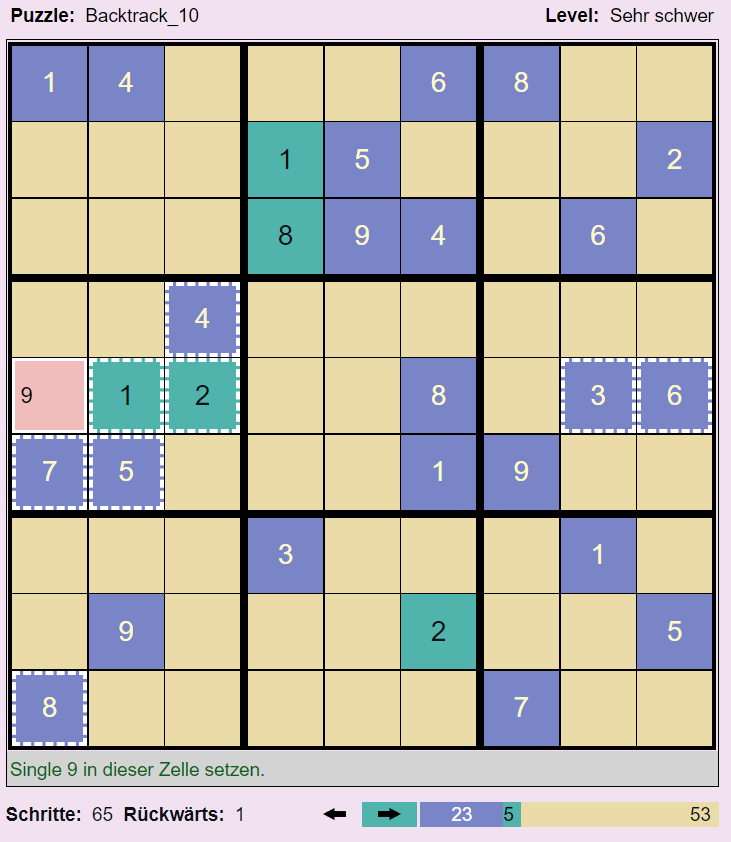 Puzzle: Backtrack_10 Level: Sehr schwer
1 4 6 8
1 5 2
8 9 4 6
4
9 1 2 8 3 6
7 5 1 9
3 1
9 2 5
8 7
Single 9 in dieser Zelle setzen.
Schritte: 65 Rückwärts: 1 23 5 53